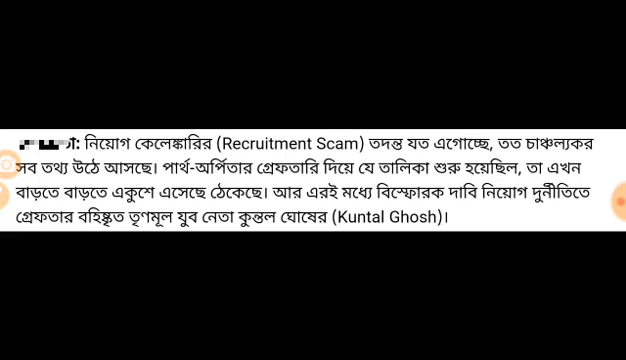 নিয়োগ কেলেঙ্কারির (Recruitment Scam) তদন্ত যত এগোচ্ছে, তত চাঞ্চল্যকর
সব তথ্য উঠে আসছে। পার্থ-অর্পিতার গ্রেফতারি দিয়ে যে তালিকা শুরু হয়েছিল, তা এখন
বাড়তে বাড়তে একুশে এসেছে ঠেকেছে। আর এরই মধ্যে বিস্ফোরক দাবি নিয়োগ দুর্নীতিতে
গ্রেফতার বহিষ্কৃত তৃণমূল যুব নেতা কুন্তল ঘোষের (Kuntal Ghosh)।